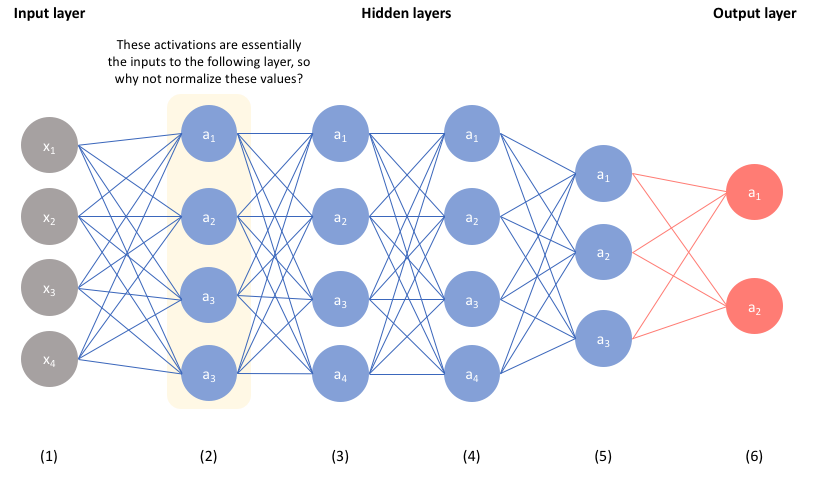 Input layer
Hidden layers
Output layer
These activations are essentially
the inputs to the following layer, so
why not normalize these values?
x1
x2
x3
x4
a1
a2
a3
a3
a1
a2
a3
a4
a1
a2
a3
a4
a1
a2
a3
a1
a2
(1)
(2)
(3)
(4)
(5)
(6)